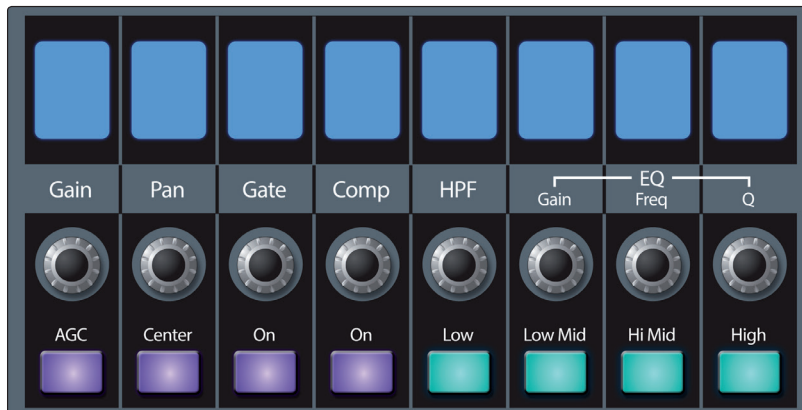 Gain Pan Gate Comp HPF EQ
Gain Freq Q
AGC Center On On Low Low Mid Hi Mid High